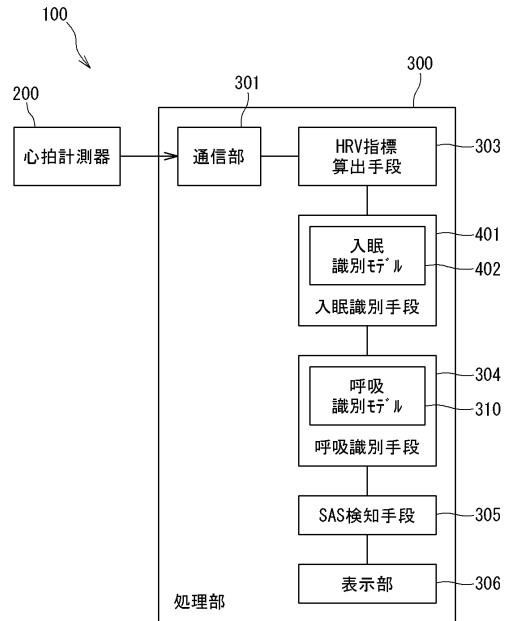 100
200
心拍計測器
300
301
通信部
HRV指標
算出手段
303
401
入眠
識別モデル
402
入眠識別手段
304
呼吸
識別モデル
310
呼吸識別手段
SAS検知手段
305
表示部
306
処理部